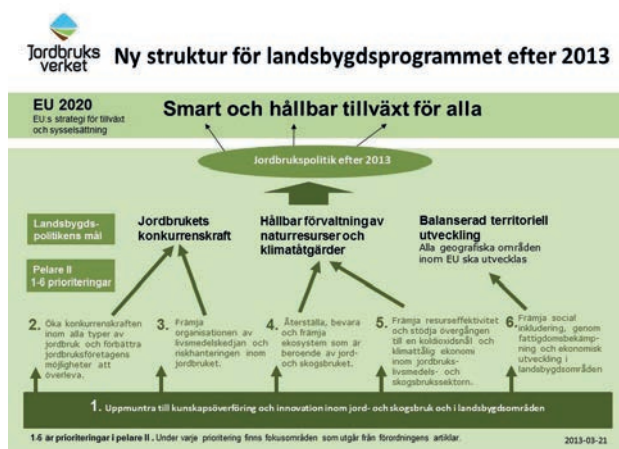 Jordbruks
verket
Ny struktur för landsbygdsprogrammet efter 2013
EU 2020
EU:s strategi för tillväxt
och sysselsättning
Smart och hållbar tillväxt för alla
Jordbrukspolitik efter 2013
Landsbygds-
politikens mål
Jordbrukets
konkurrenskraft
Hållbar förvaltning av
naturresurser och
klimatåtgärder
Balanserad territoriell
utveckling
Alla geografiska områden
inom EU ska utvecklas
Pelare II
1-6 prioriteringar
2. Öka konkurrenskraften
inom alla typer av
jordbruk och förbättra
jordbruksföretagens
möjligheter att
överleva.
3. Främja
organisationen av
livsmedelskedjan och
riskhanteringen inom
jordbruket.
4. Återställa, bevara
och främja
ekosystem som är
beroende av jord-
och skogsbruket.
5. Främja resurseffektivitet
och stödja övergången
till en koldioxidsnål och
klimattålig ekonomi
inom jordbruks-
livsmedels- och
skogsbrukssektorn.
6. Främja social
inkludering, genom
fattigdomsbekämp-
ning och ekonomisk
utveckling i
landsbygdsområden
1. Uppmuntra till kunskapsöverföring och innovation inom jord- och skogsbruk och i landsbygdsområden
1-6 är prioriteringar i pelare II. Under varje prioritering finns fokusområden som utgår från förordningens artiklar.
2013-03-21